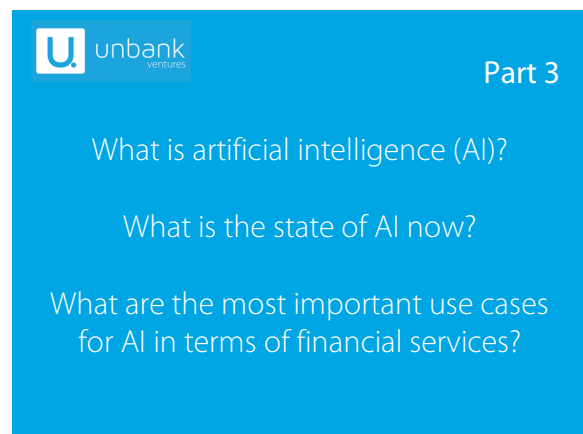 U.
unbank
ventures
Part 3
What is artificial intelligence (AI)?
What is the state of AI now?
What are the most important use cases
for AI in terms of financial services?